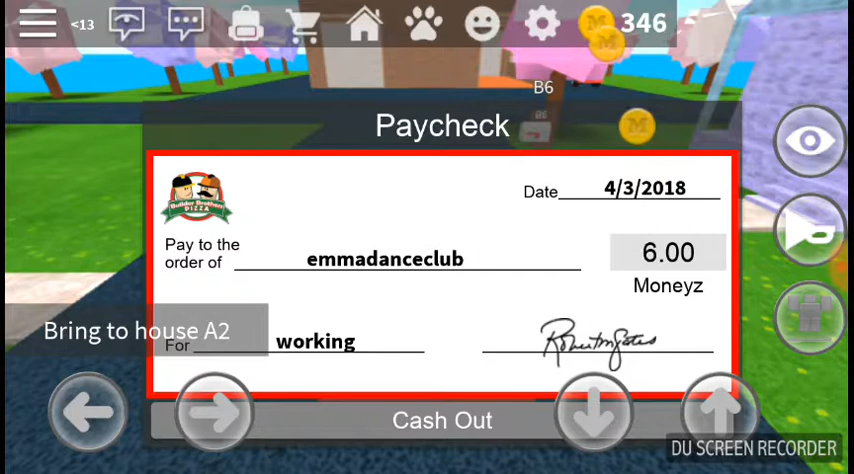 <13
346
B6
B6
Paycheck
Builder Brothers
PIZZA
Date 4/3/2018
Pay to the
order of emmadanceclub
6.00
Moneyz
Bring to house A2
For working
Cash Out
DU SCREEN RECORDER